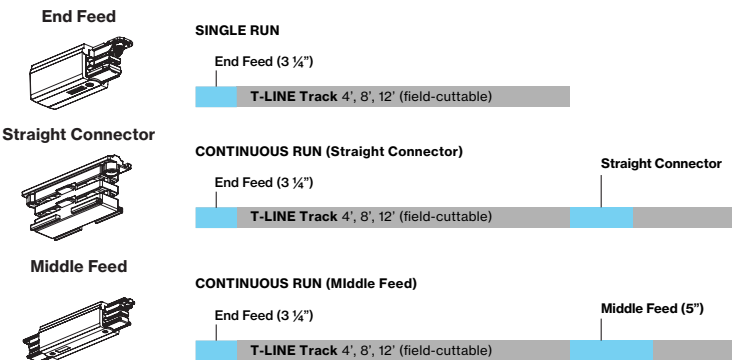 End Feed
SINGLE RUN
End Feed (3 ¼”)
T-LINE Track 4', 8', 12' (field-cuttable)
Straight Connector
CONTINUOUS RUN (Straight Connector)
Straight Connector
End Feed (3 ¼”)
T-LINE Track 4', 8', 12' (field-cuttable)
Middle Feed
CONTINUOUS RUN (MIddle Feed)
End Feed (3 ¼”)
Middle Feed (5”)
T-LINE Track 4', 8', 12' (field-cuttable)